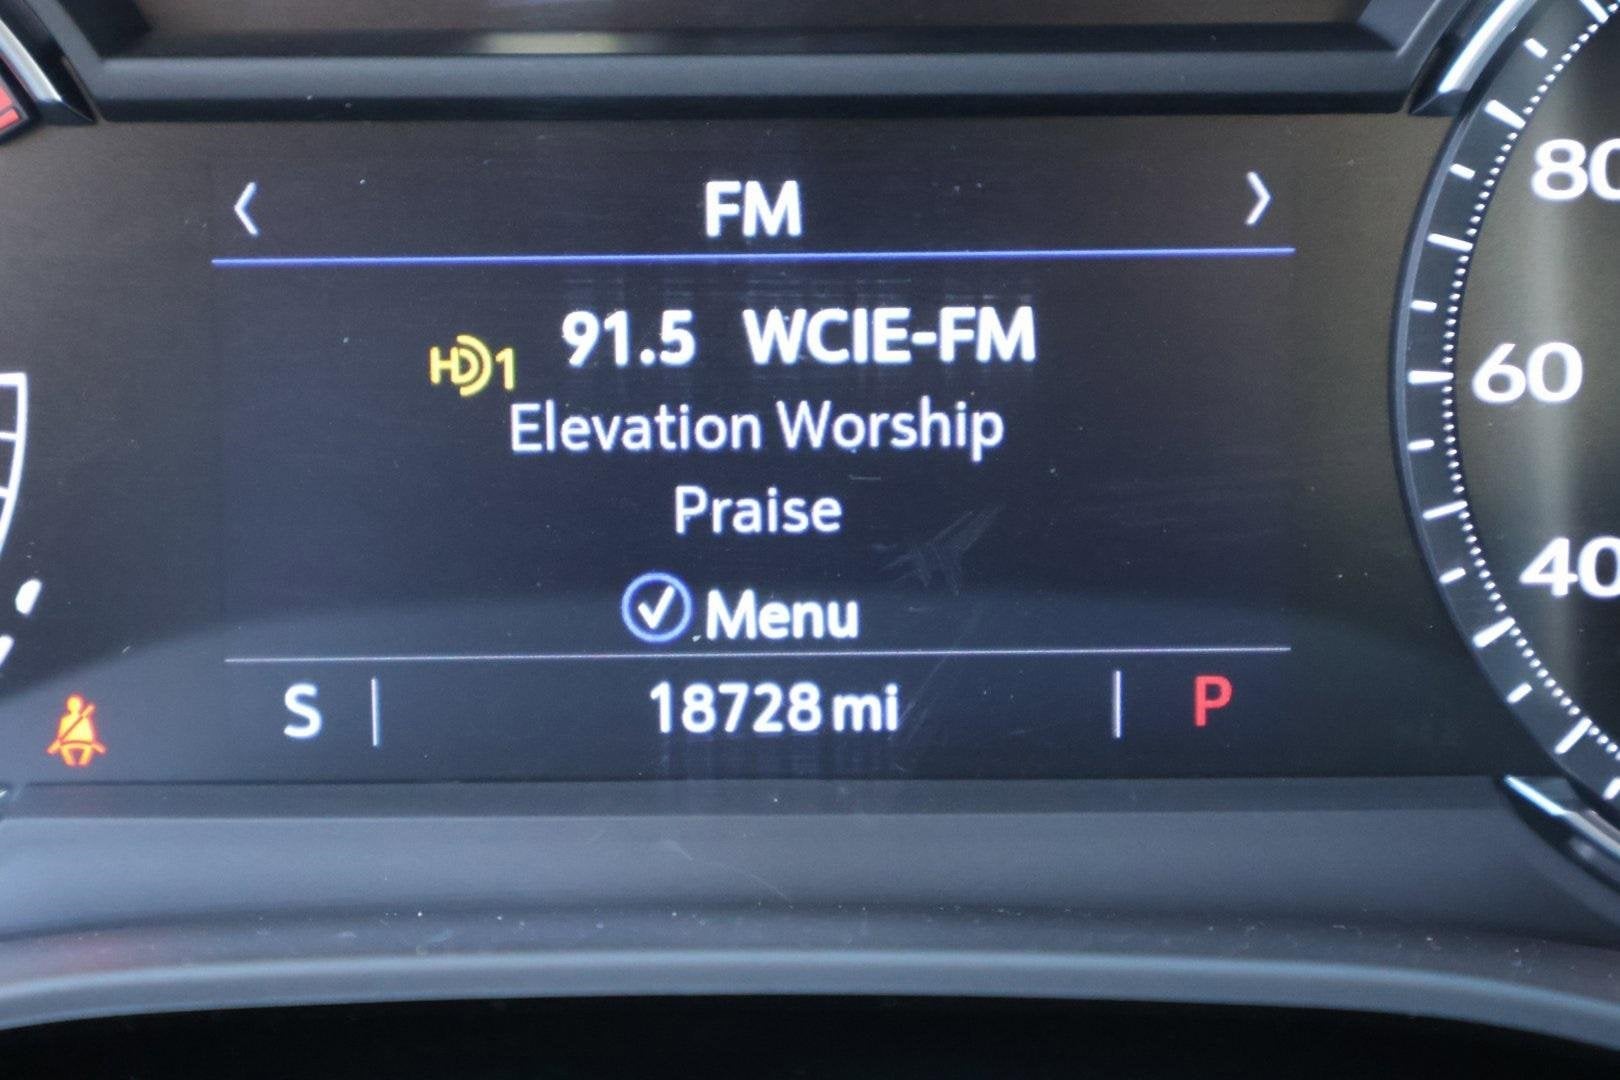 FM
HD1 91.5 WCIE-FM
Elevation Worship
Praise
Menu
S 18728 mi P
80
60
40